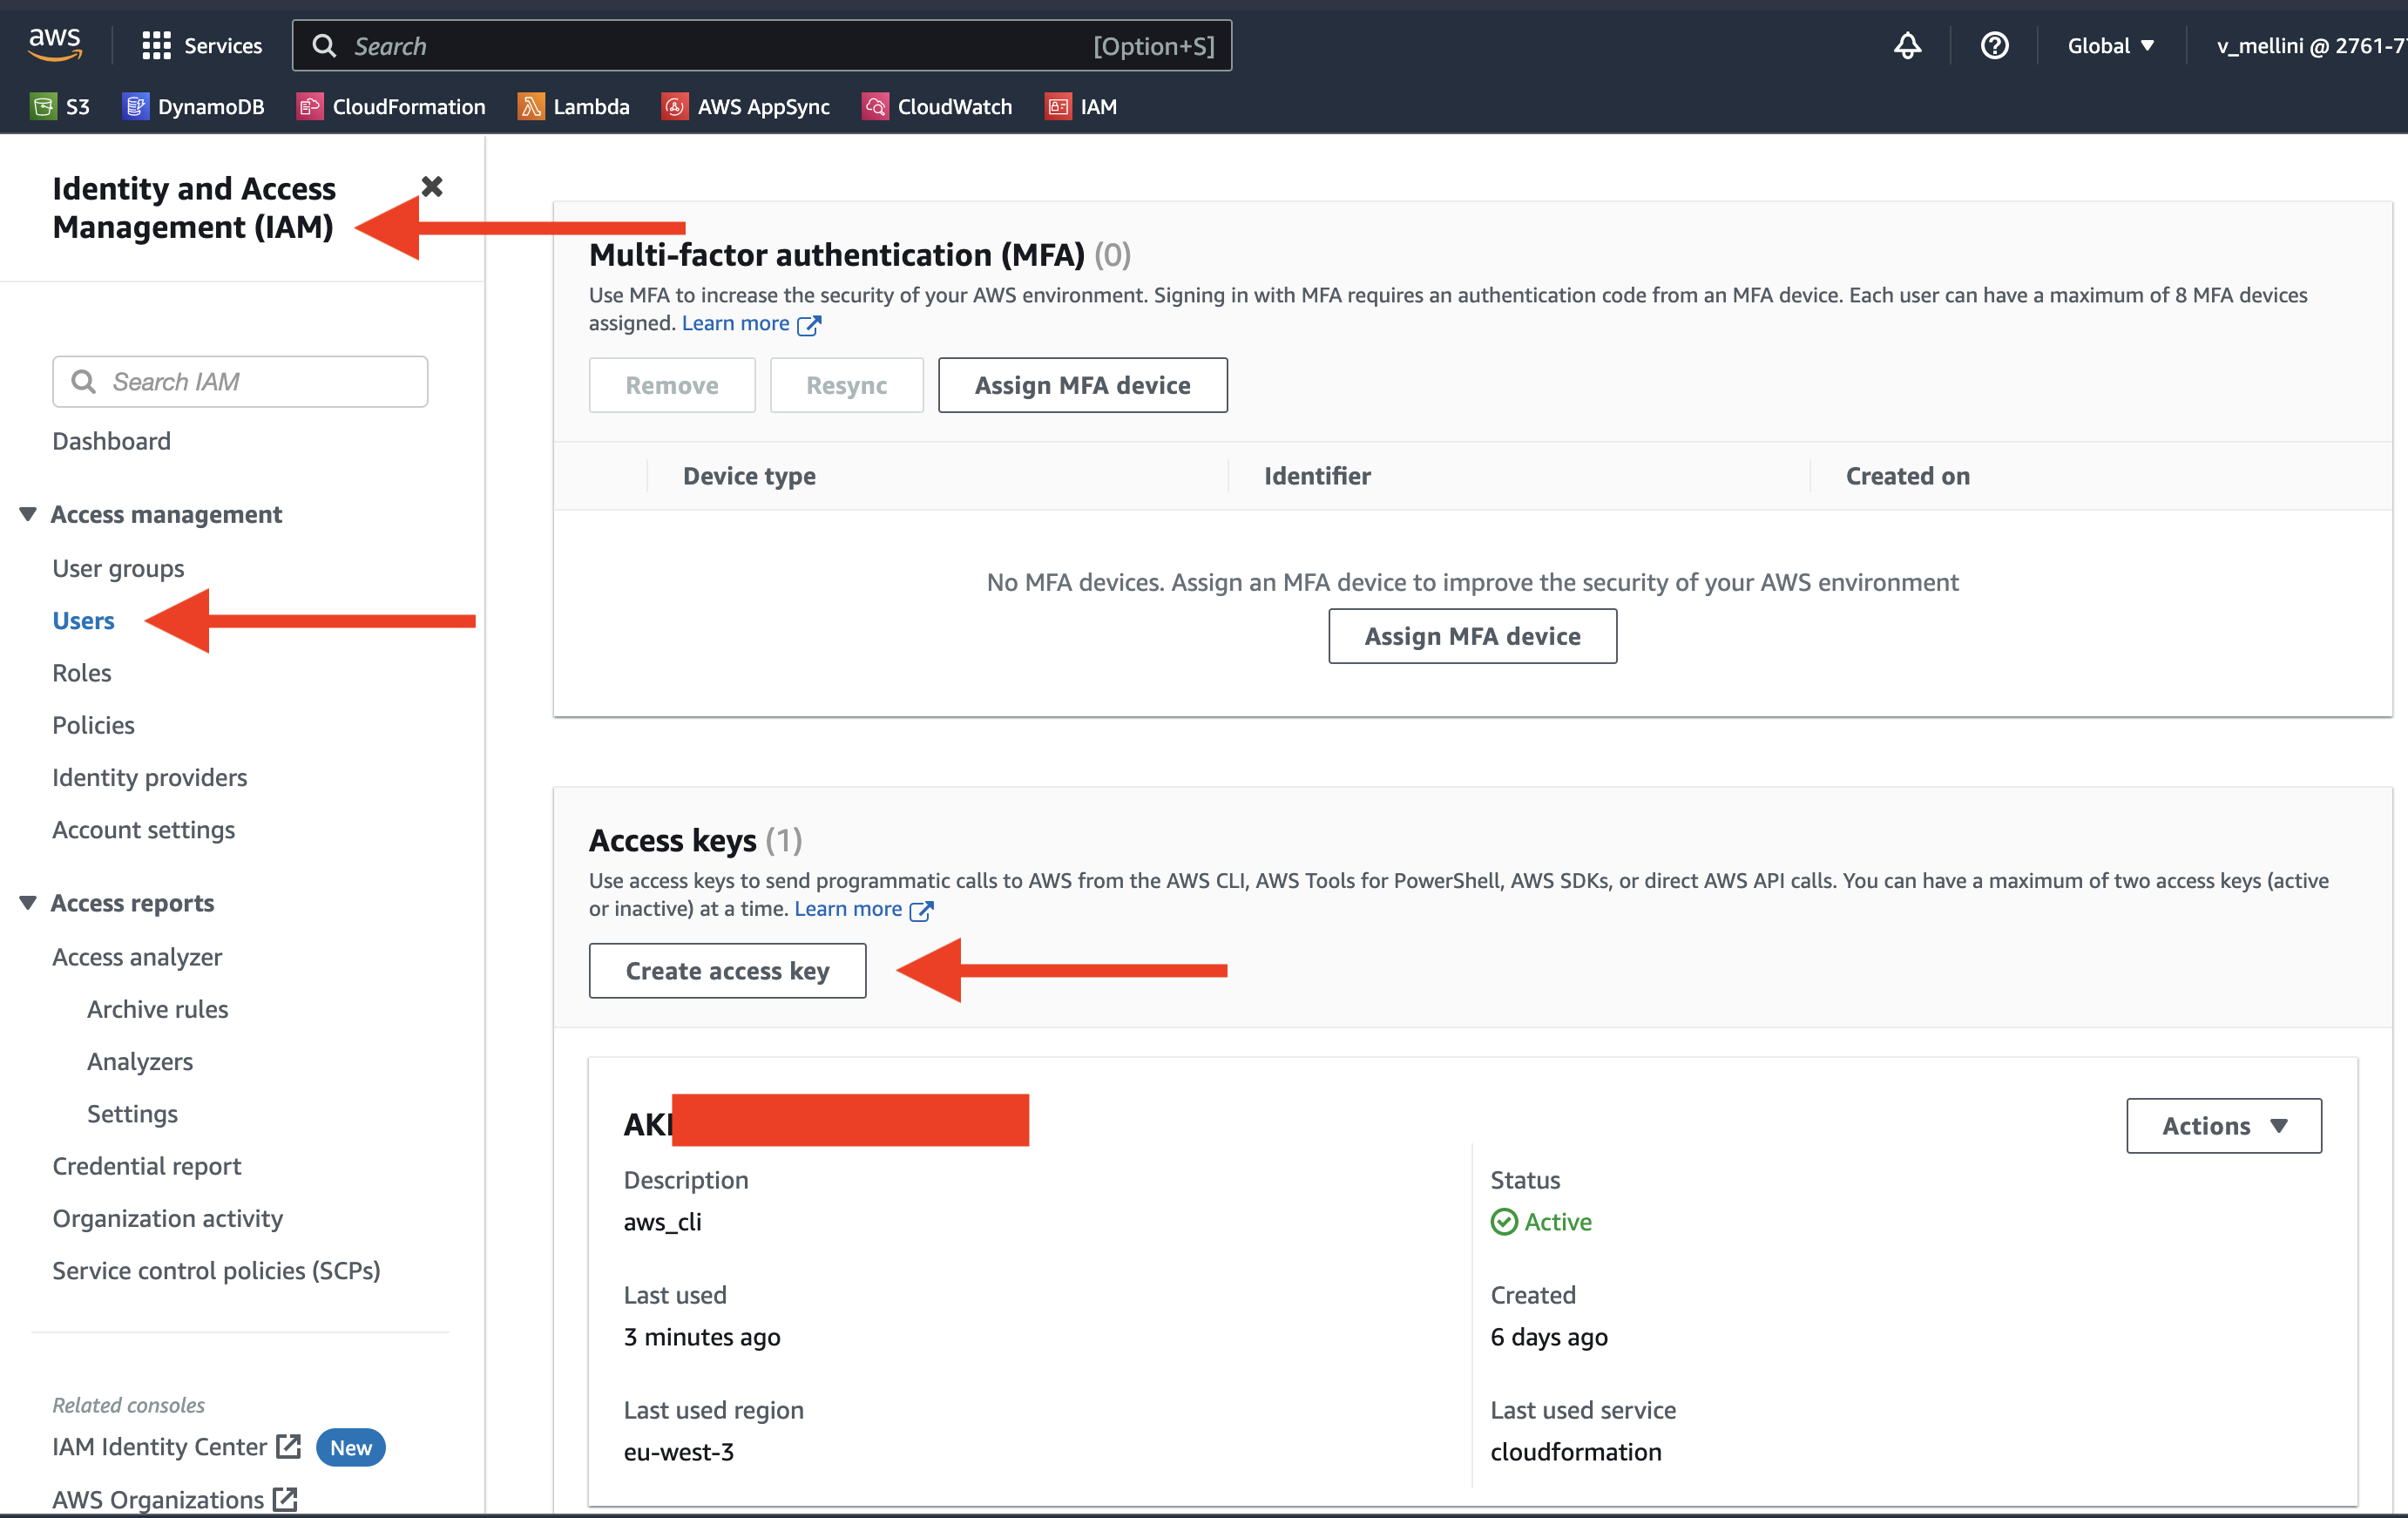 aws
Services
Search
[Option+S]
Global
v_mellini @ 2761-7
S3
DynamoDB
CloudFormation
Lambda
AWS AppSync
CloudWatch
IAM
Identity and Access
Management (IAM)
Search IAM
Dashboard
Access management
User groups
Users
Roles
Policies
Identity providers
Account settings
Access reports
Access analyzer
Archive rules
Analyzers
Settings
Credential report
Organization activity
Service control policies (SCPs)
Related consoles
IAM Identity Center
New
AWS Organizations
Multi-factor authentication (MFA) (0)
Use MFA to increase the security of your AWS environment. Signing in with MFA requires an authentication code from an MFA device. Each user can have a maximum of 8 MFA devices
assigned. Learn more
Remove
Resync
Assign MFA device
Device type
Identifier
Created on
No MFA devices. Assign an MFA device to improve the security of your AWS environment
Assign MFA device
Access keys (1)
Use access keys to send programmatic calls to AWS from the AWS CLI, AWS Tools for PowerShell, AWS SDKs, or direct AWS API calls. You can have a maximum of two access keys (active
or inactive) at a time. Learn more
Create access key
AKI
Actions
Description
aws_cli
Status
Active
Last used
3 minutes ago
Created
6 days ago
Last used region
eu-west-3
Last used service
cloudformation